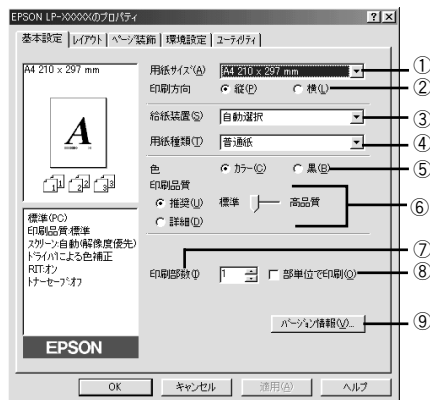 EPSON LP-XXXXXのプロパティ
? ×
基本設定 レイアウト ページ装飾 環境設定 ユーティリティ
A4 210 x 297 mm
A
1 1 2 2 3 3
標準(PC)
印刷品質:標準
スクリーン:自動(解像度優先)
ドライバによる色補正
RIT:オン
トナーセーブ:オフ
EPSON
用紙サイズ(A) A4 210 x 297 mm ①
印刷方向 縦(P) 横(L) ②
給紙装置(S) 自動選択 ③
用紙種類(T) 普通紙 ④
色 カラー(C) 黒(B) ⑤
印刷品質
推奨(U) 標準 高品質 ⑥
詳細(D)
⑦
印刷部数(I) 1 部単位で印刷(O) ⑧
バージョン情報(V)... ⑨
OK キャンセル 適用(A) ヘルプ